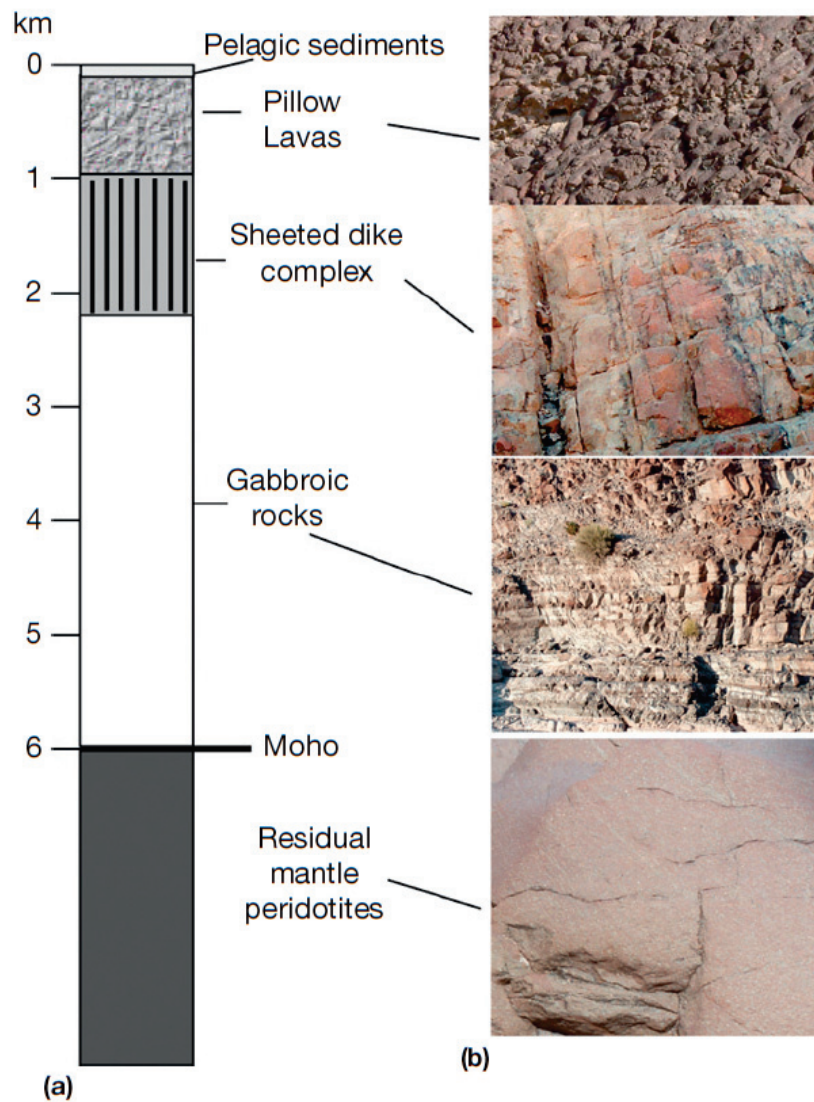 km
0
Pelagic sediments
Pillow
Lavas
1
Sheeted dike
complex
2
3
Gabbroic
rocks
4
5
6
Moho
Residual
mantle
peridotites
(a)
(b)